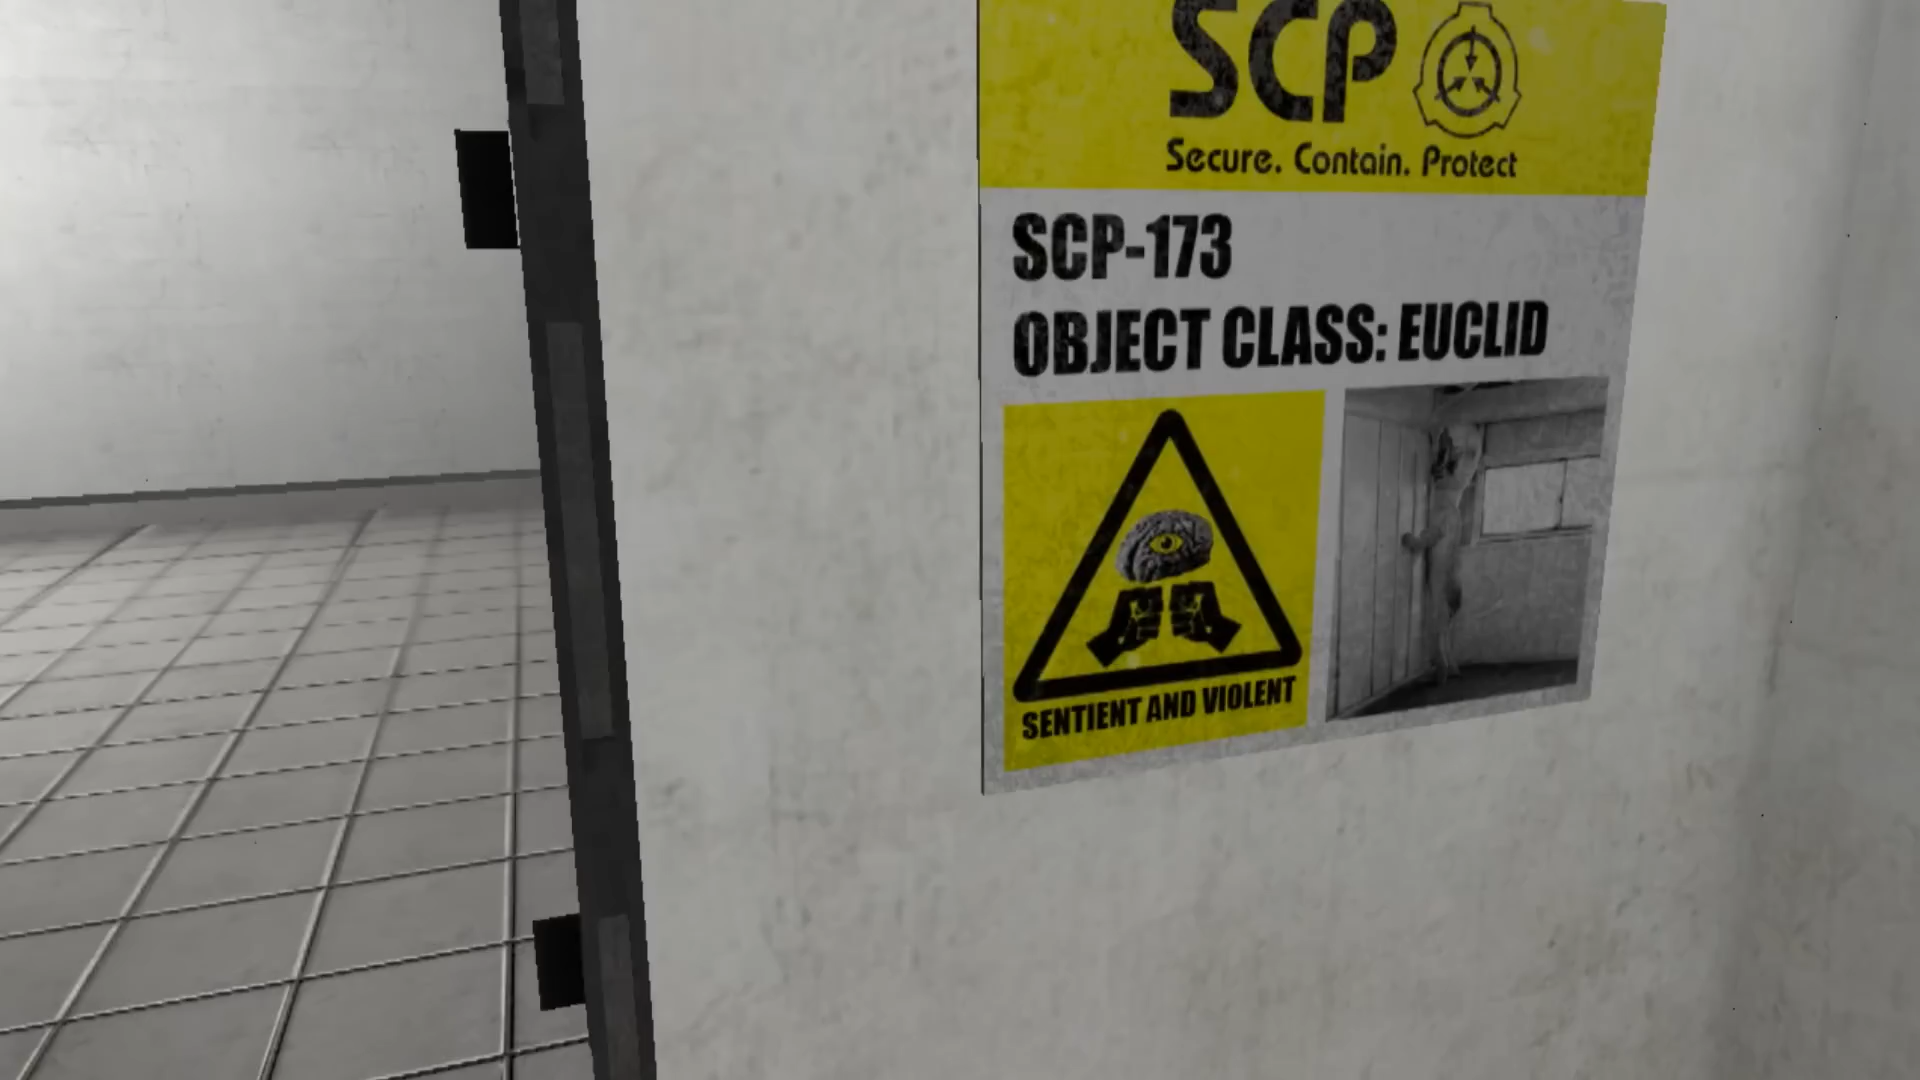 SCP
Secure. Contain. Protect
SCP-173
OBJECT CLASS: EUCLID
SENTIENT AND VIOLENT